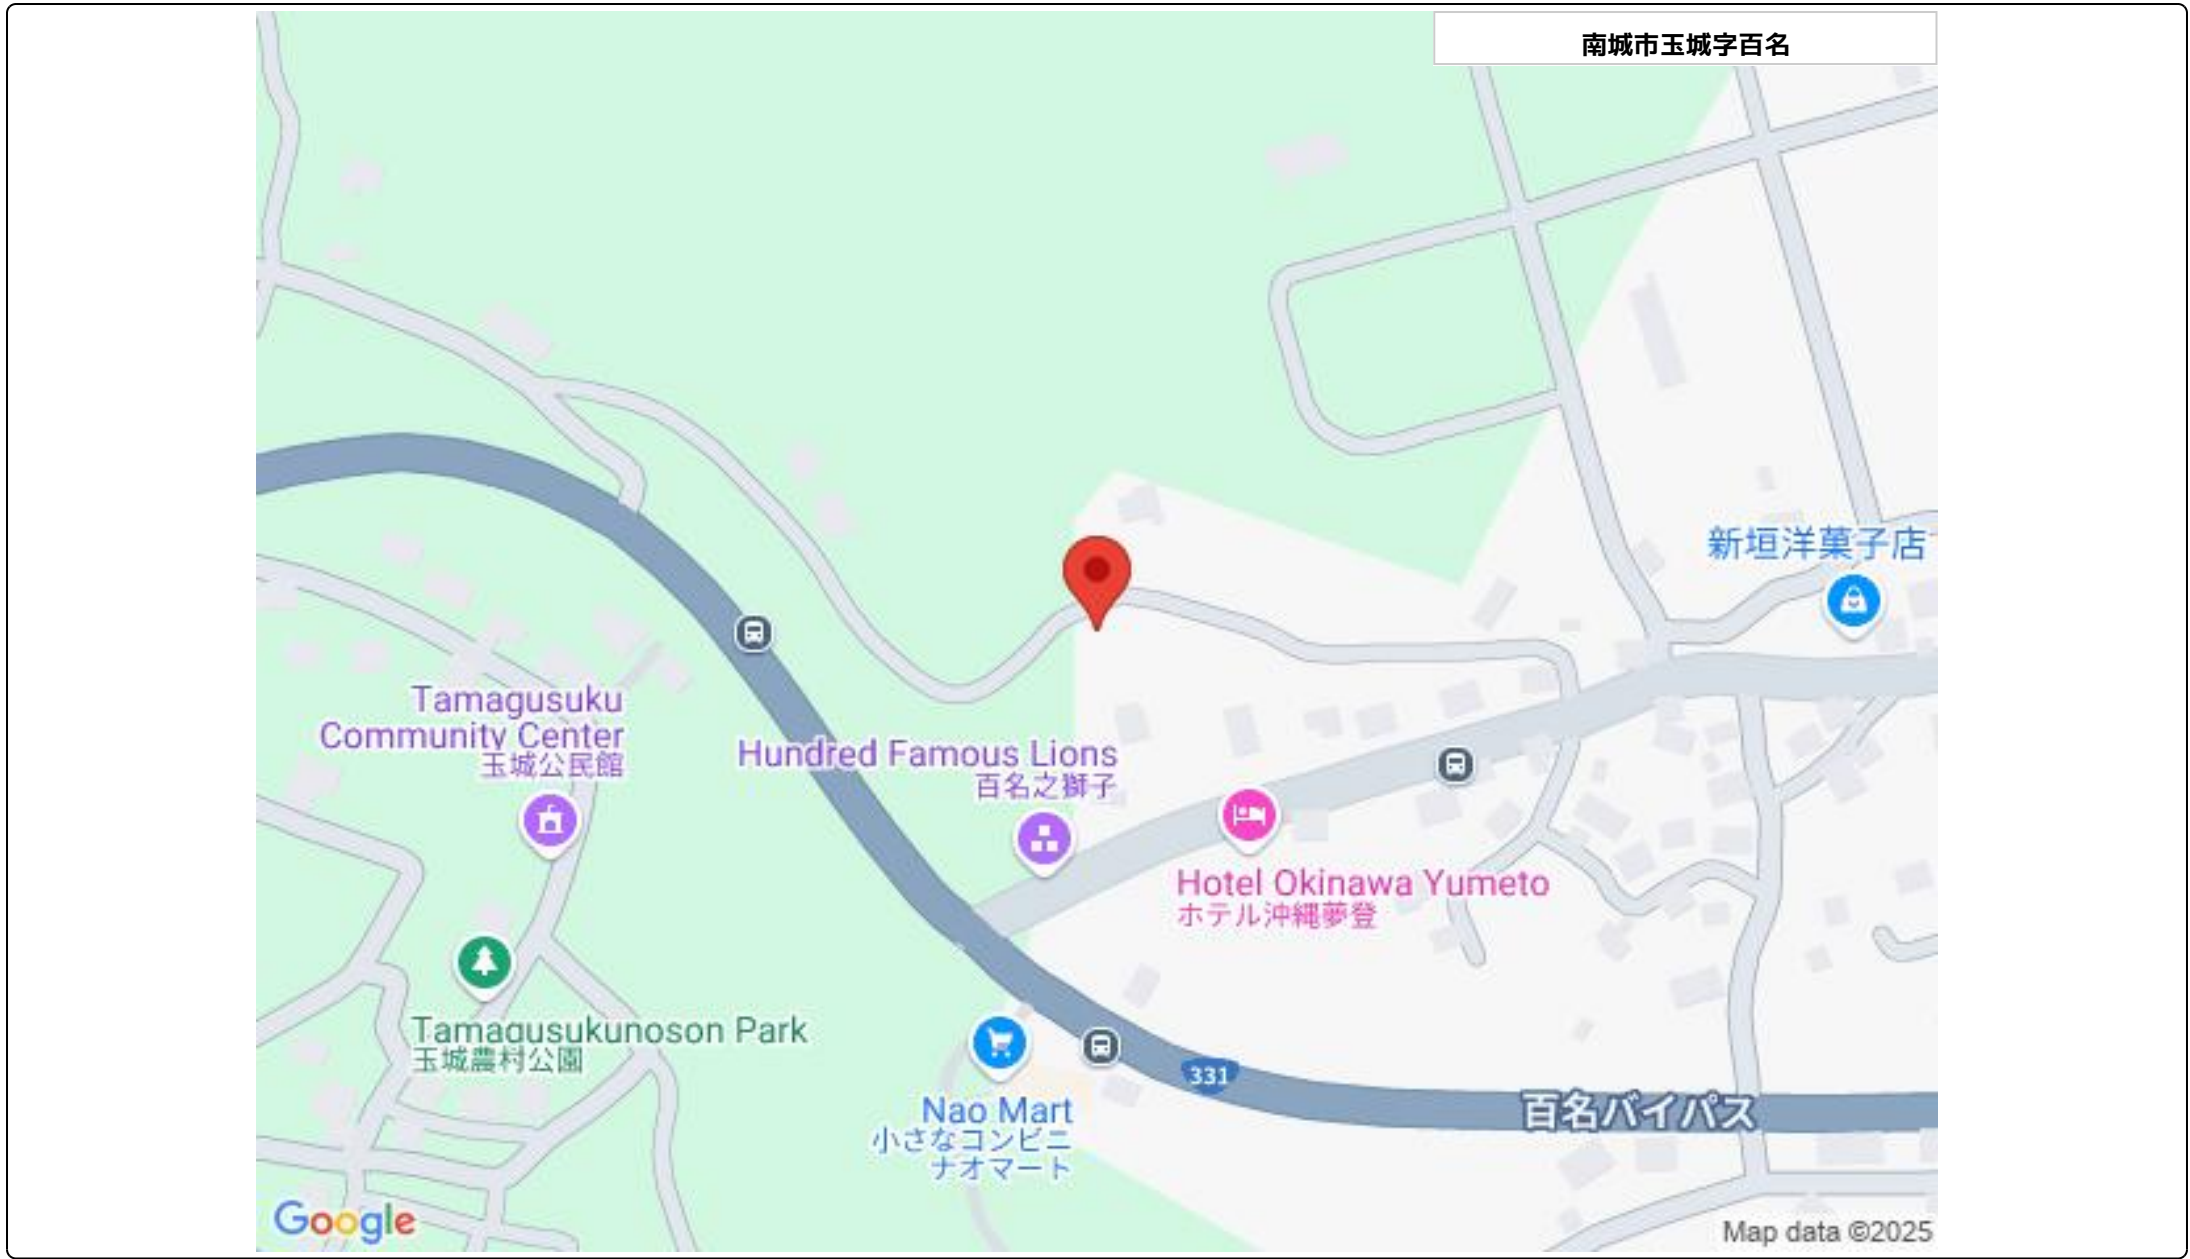 南城市玉城字百名
新垣洋菓子店
Tamagusuku
Community Center
玉城公民館
Hundred Famous Lions
百名之獅子
Hotel Okinawa Yumeto
ホテル沖縄夢登
Tamagusukunoson Park
玉城農村公園
331
百名バイパス
Nao Mart
小さなコンビニ
ナオマート
Google
Map data ©2025